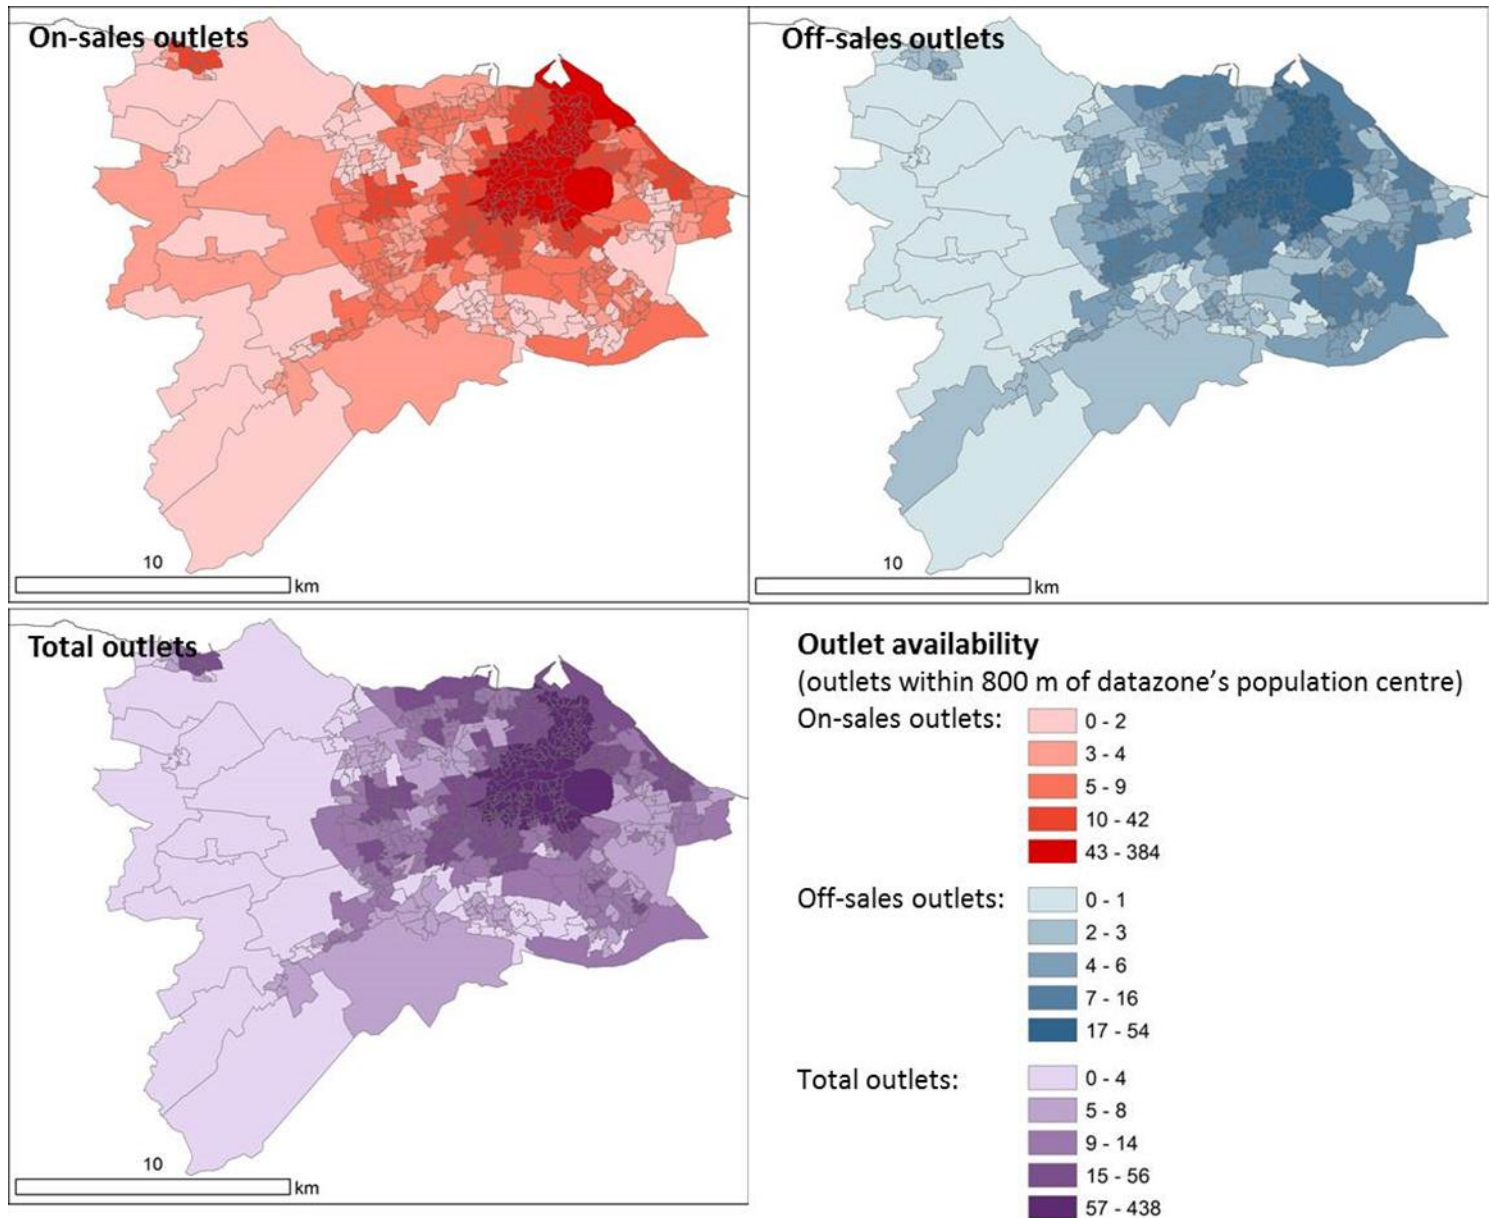 On-sales outlets
10
km
Off-sales outlets
10
km
Total outlets
10
km
Outlet availability
(outlets within 800 m of datazone's population centre)
On-sales outlets:
0 - 2
3 - 4
5 - 9
10 - 42
43 - 384
Off-sales outlets:
0 - 1
2 - 3
4 - 6
7 - 16
17 - 54
Total outlets:
0 - 4
5 - 8
9 - 14
15 - 56
57 - 438